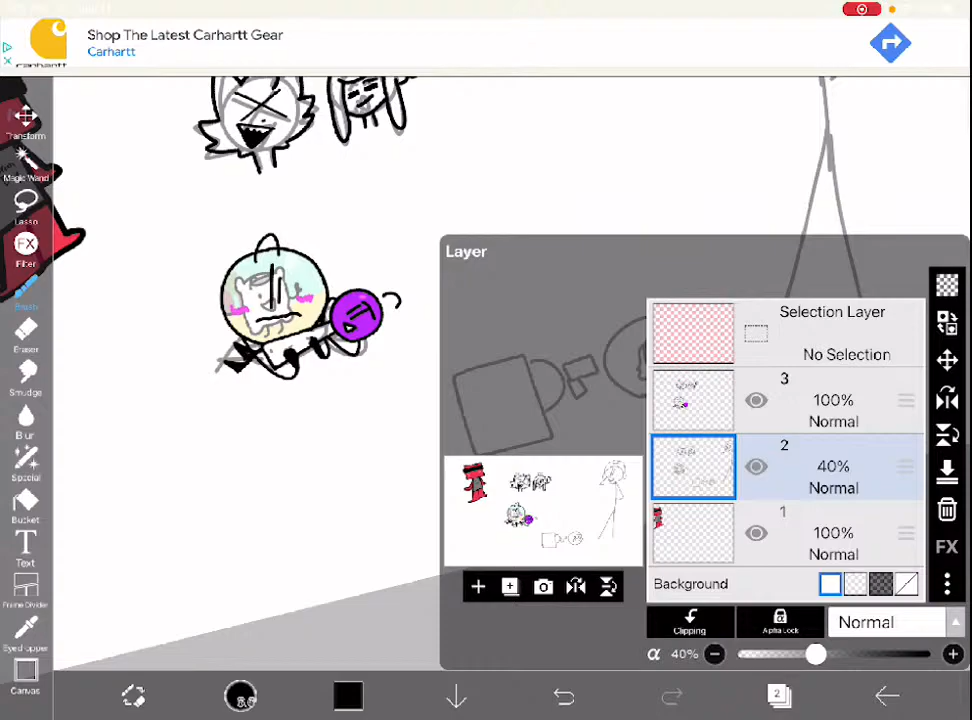 Shop The Latest Carhartt Gear
Carhartt
carhartt
Transform
Magic Wand
Lasso
FX
Filter
Brush
Eraser
Smudge
Blur
Special
Bucket
T
Text
Frame Divider
Eyedropper
Canvas
Layer
Selection Layer
No Selection
3
100%
Normal
2
40%
Normal
1
100%
Normal
Background
FX
Clipping
Alpha Lock
Normal
α 40%
2